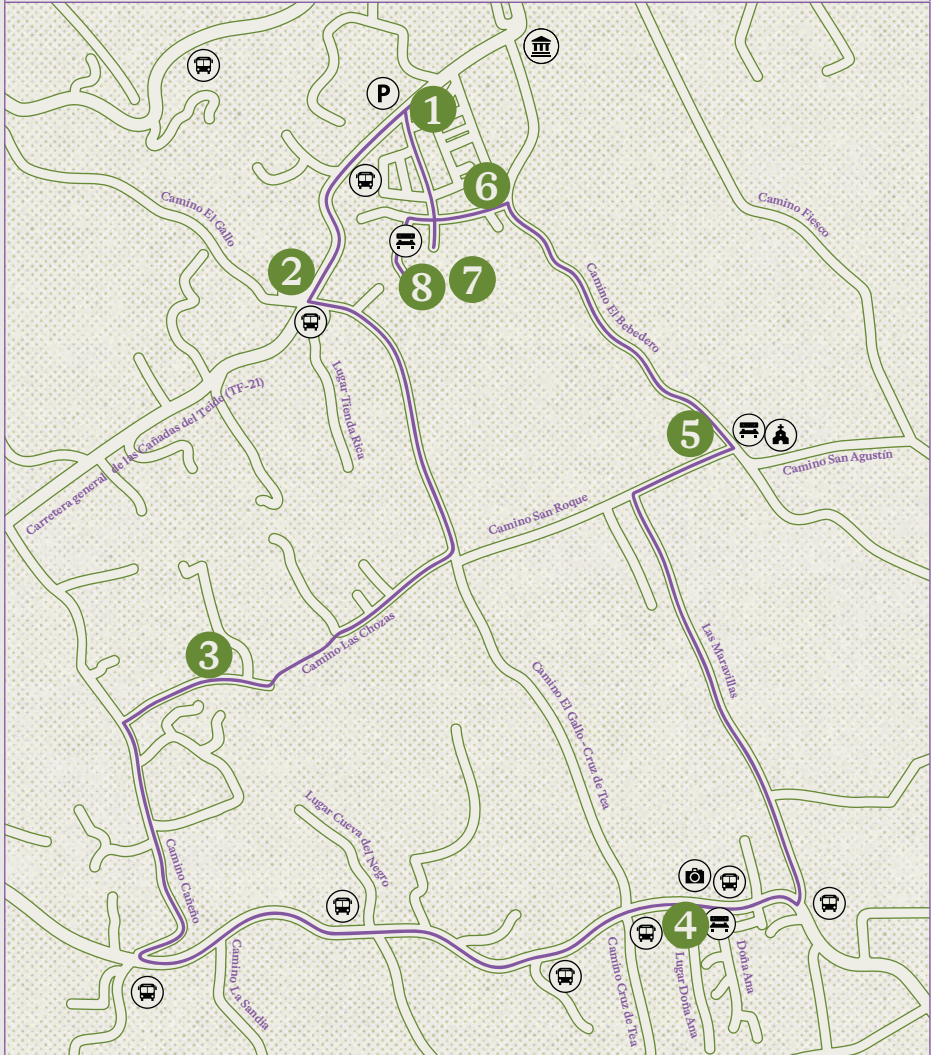 P
1
6
Camino El Gallo
Camino Fiesco
2
8
7
Camino El Bebedero
Lugar Tienda Rica
Carretera general de las Cañadas del Teide (TF-21)
5
Camino San Agustín
Camino San Roque
3
Camino Las Chozas
Las Maravillas
Camino El Gallo - Cruz de Tea
Lugar Cueva del Negro
Camino Cañeño
4
Camino La Sandia
Camino Cruz de Tea
Lugar Doña Ana
Doña Ana